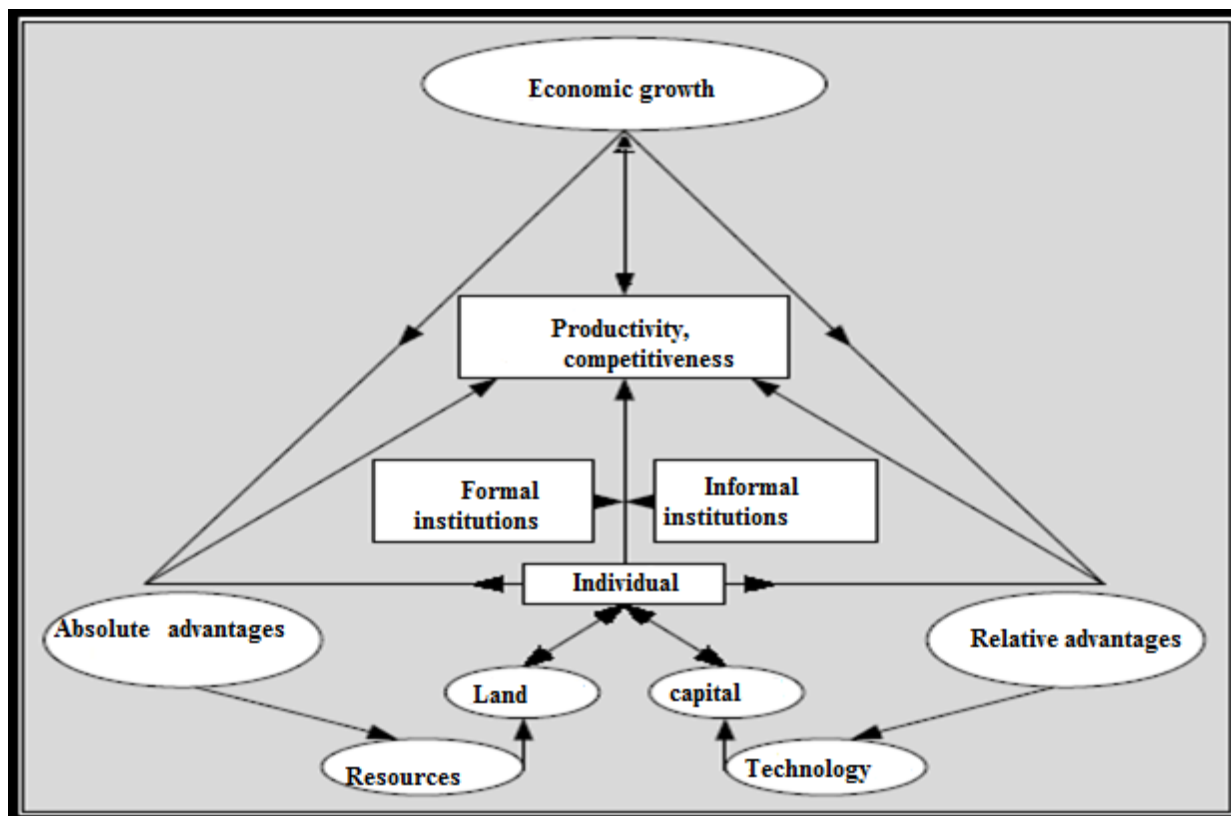 Economic growth
Productivity,
competitiveness
Formal
institutions
Informal
institutions
Individual
Absolute advantages
Relative advantages
Land
capital
Resources
Technology